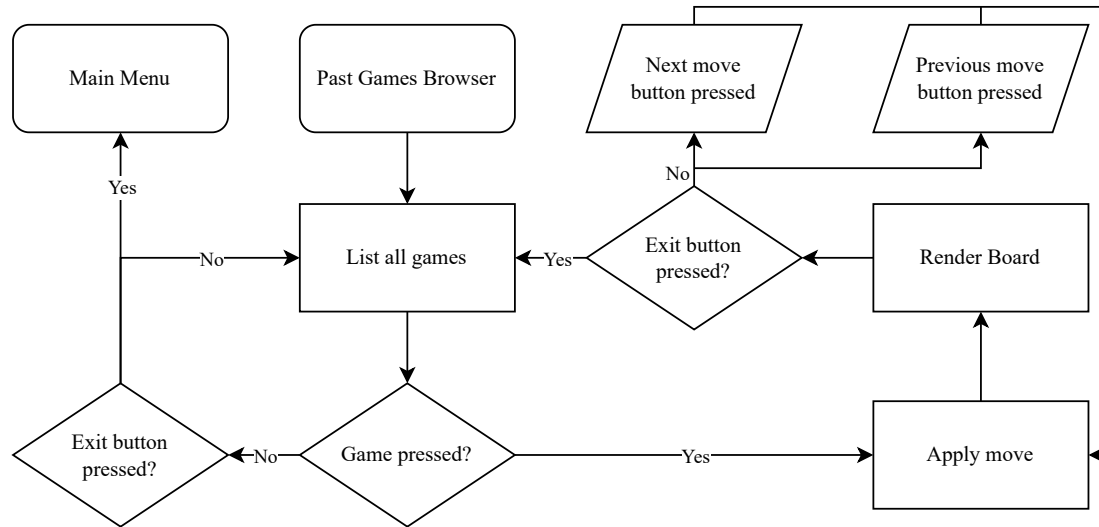 Main Menu
Past Games Browser
Next move
button pressed
Previous move
button pressed
Yes
No
No
List all games
Yes
Exit button
pressed?
Render Board
Exit button
pressed?
No
Game pressed?
Yes
Apply move